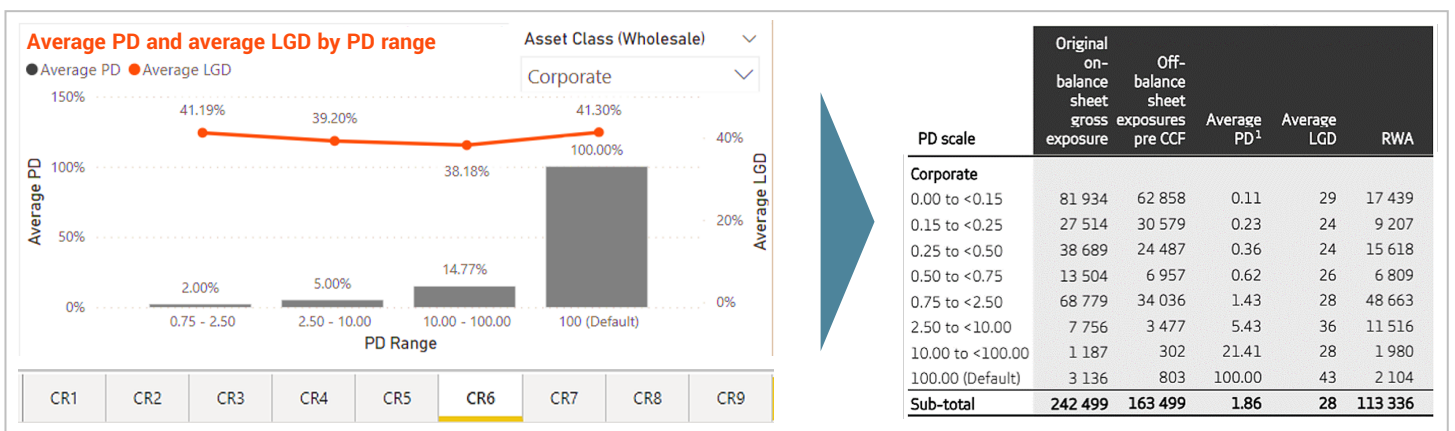 Average PD and average LGD by PD range
Average PD Average LGD
Asset Class (Wholesale)
Corporate
150%
100%
50%
0%
Average PD
41.19%
39.20%
38.18%
41.30%
100.00%
2.00%
5.00%
14.77%
40%
20%
0%
Average LGD
0.75 - 2.50 2.50 - 10.00 10.00 - 100.00 100 (Default)
PD Range
CR1 CR2 CR3 CR4 CR5 CR6 CR7 CR8 CR9
Original
on- Off-
balance balance
sheet sheet
gross exposures Average Average
PD scale exposure pre CCF PD¹ LGD RWA
Corporate
0.00 to <0.15 81 934 62 858 0.11 29 17 439
0.15 to <0.25 27 514 30 579 0.23 24 9 207
0.25 to <0.50 38 689 24 487 0.36 24 15 618
0.50 to <0.75 13 504 6 957 0.62 26 6 809
0.75 to <2.50 68 779 34 036 1.43 28 48 663
2.50 to <10.00 7 756 3 477 5.43 36 11 516
10.00 to <100.00 1 187 302 21.41 28 1 980
100.00 (Default) 3 136 803 100.00 43 2 104
Sub-total 242 499 163 499 1.86 28 113 336